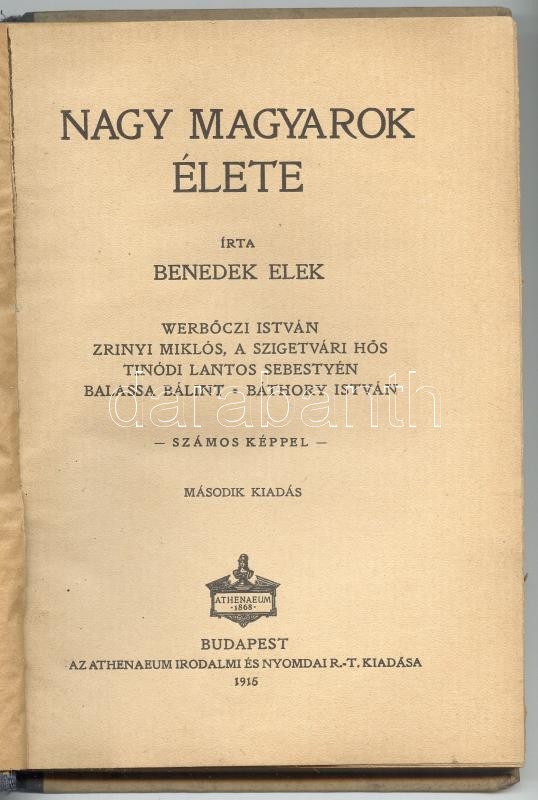 NAGY MAGYAROK
ÉLETE
ÍRTA
BENEDEK ELEK
WERBŐCZI ISTVÁN
ZRINYI MIKLÓS, A SZIGETVÁRI HŐS
TINÓDI LANTOS SEBESTYÉN
BALASSA BÁLINT = BÁTHORY ISTVÁN
darabanth
— SZÁMOS KÉPPEL —
MÁSODIK KIADÁS
ATHENAEUM
·1868·
BUDAPEST
AZ ATHENAEUM IRODALMI ÉS NYOMDAI R.-T. KIADÁSA
1915